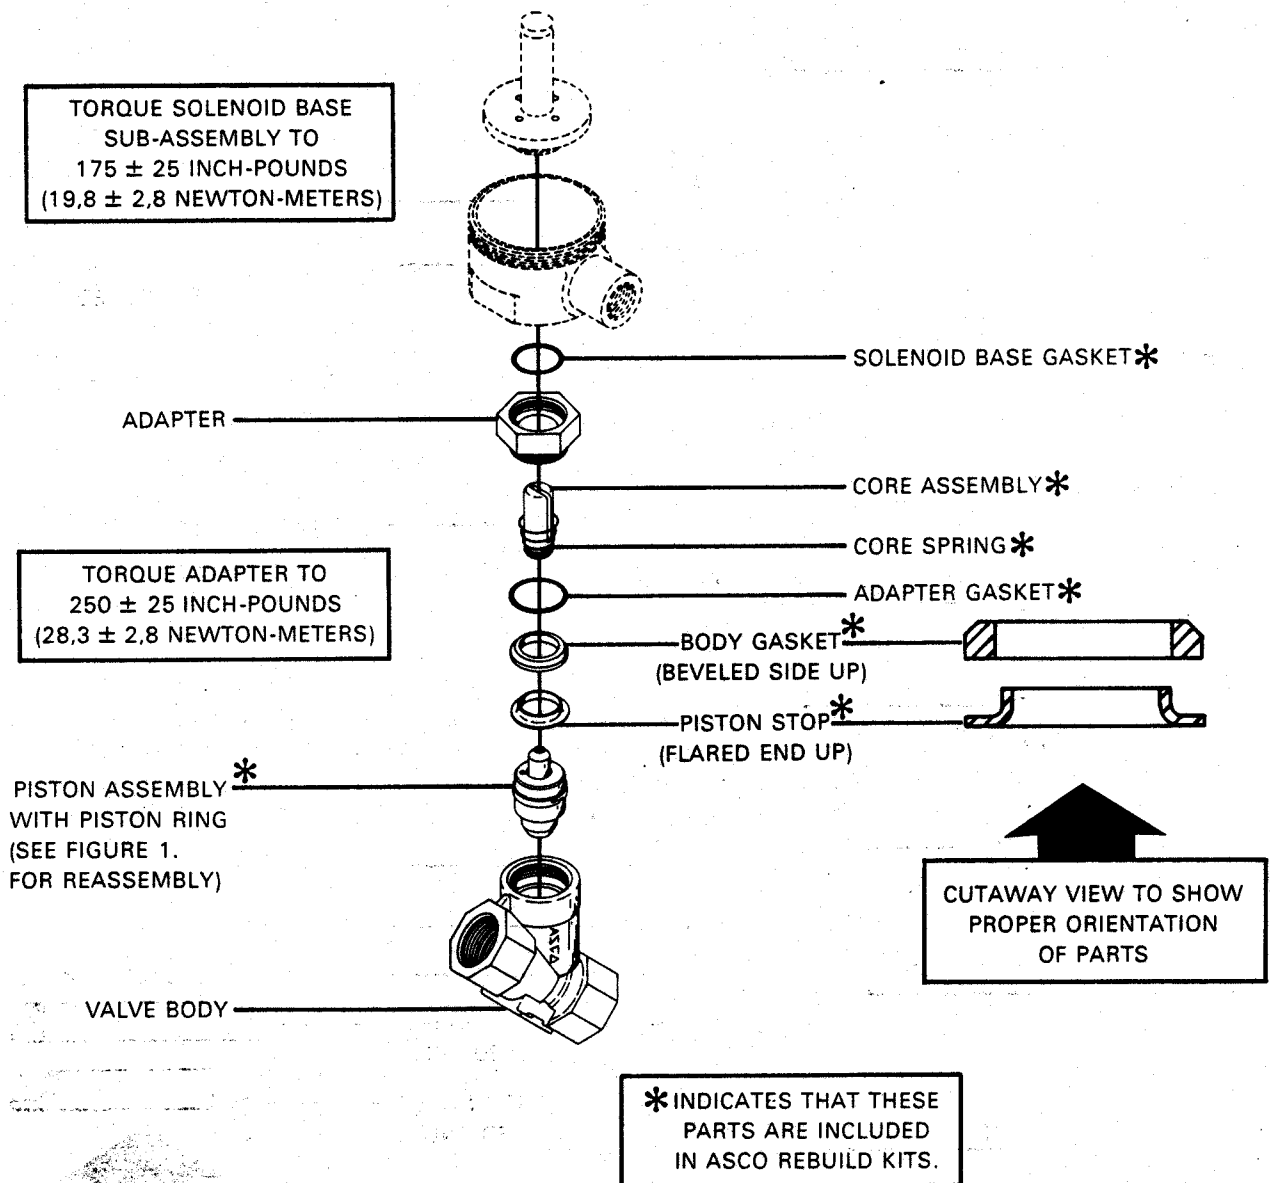 TORQUE SOLENOID BASE
SUB-ASSEMBLY TO
175 ± 25 INCH-POUNDS
(19,8 ± 2,8 NEWTON-METERS)
SOLENOID BASE GASKET*
ADAPTER
CORE ASSEMBLY*
CORE SPRING*
TORQUE ADAPTER TO
250 ± 25 INCH-POUNDS
(28,3 ± 2,8 NEWTON-METERS)
ADAPTER GASKET*
BODY GASKET*
(BEVELED SIDE UP)
PISTON STOP*
(FLARED END UP)
PISTON ASSEMBLY*
WITH PISTON RING
(SEE FIGURE 1.
FOR REASSEMBLY)
CUTAWAY VIEW TO SHOW
PROPER ORIENTATION
OF PARTS
ASCO
VALVE BODY
*INDICATES THAT THESE
PARTS ARE INCLUDED
IN ASCO REBUILD KITS.